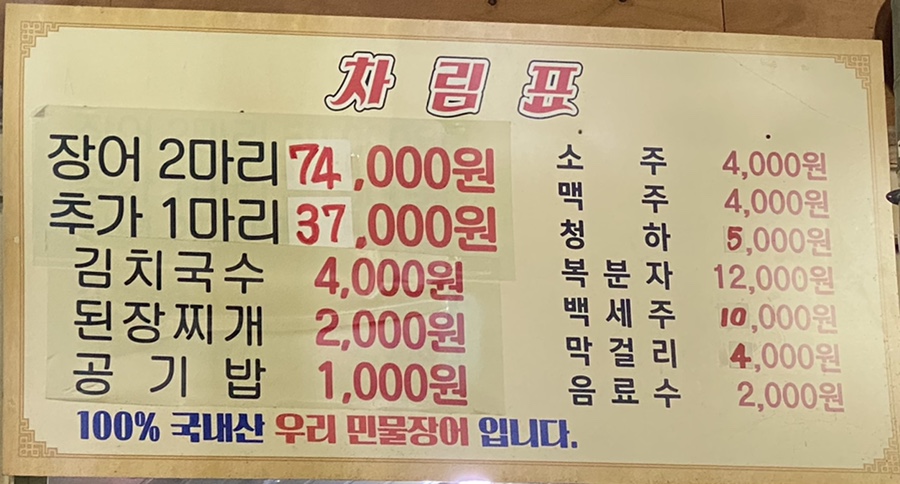 차림표
장어 2마리 74,000원
추가 1마리 37,000원
김치국수 4,000원
된장찌개 2,000원
공기밥 1,000원
소주 4,000원
맥주 4,000원
청하 5,000원
복분자 12,000원
백세주 10,000원
막걸리 4,000원
음료수 2,000원
100% 국내산 우리 민물장어 입니다.